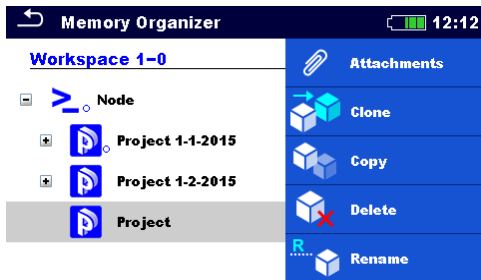 Memory Organizer
12:12
Workspace 1-0
Node
Project 1-1-2015
Project 1-2-2015
Project
Attachments
Clone
Copy
Delete
R
Rename